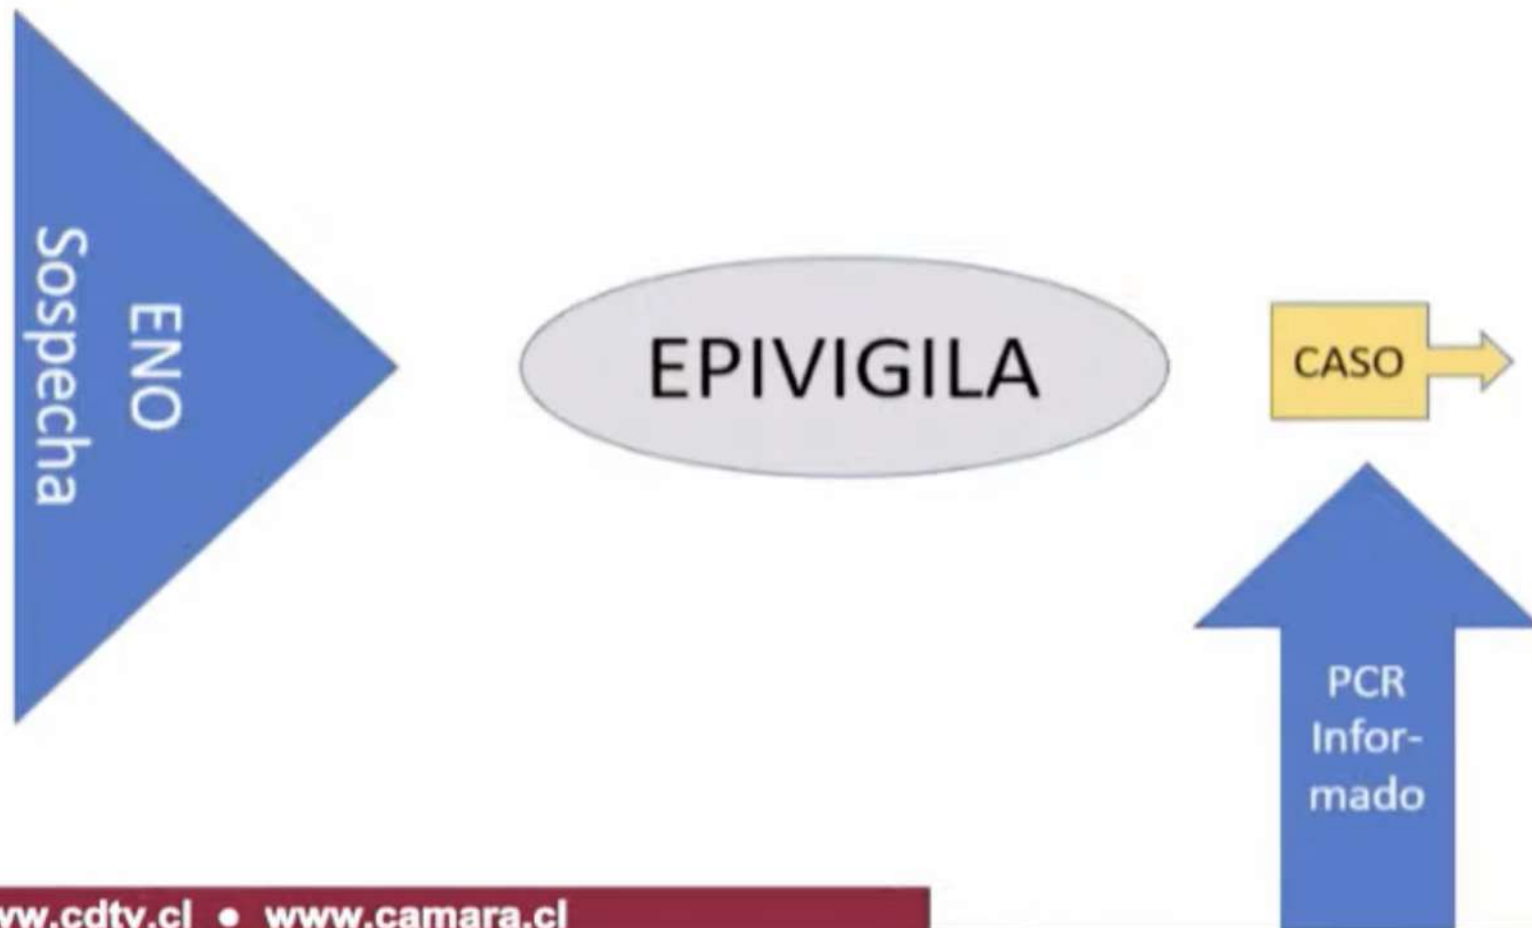 ENO
Sospecha
EPIVIGILA
CASO
PCR
Infor-
mado
ww.cdtv.cl ● www.camara.cl